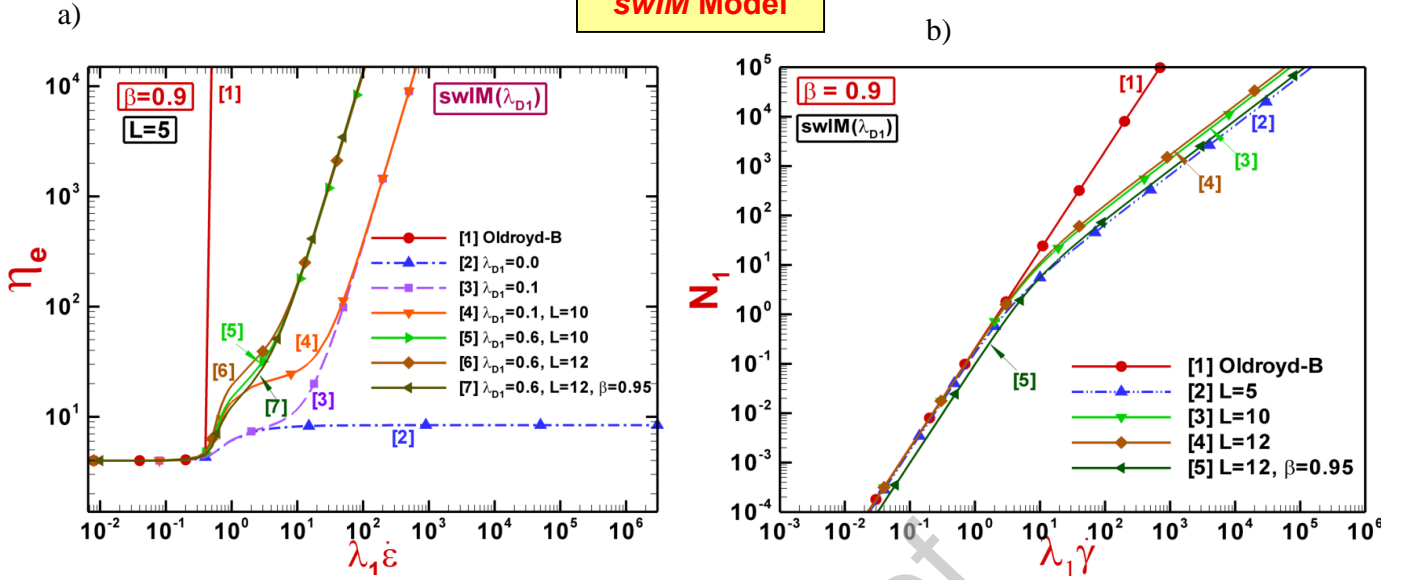 swIM Model
a)
b)
β=0.9
L=5
[1]
swIM(λD1)
[5]
[6]
[4]
[7]
[3]
[2]
[1] Oldroyd-B
[2] λD1=0.0
[3] λD1=0.1
[4] λD1=0.1, L=10
[5] λD1=0.6, L=10
[6] λD1=0.6, L=12
[7] λD1=0.6, L=12, β=0.95
ηe
10⁴
10³
10²
10¹
10⁻² 10⁻¹ 10⁰ 10¹ 10² 10³ 10⁴ 10⁵ 10⁶
λ₁ε̇
β = 0.9
swIM(λD1)
[1]
[2]
[3]
[4]
[5]
[1] Oldroyd-B
[2] L=5
[3] L=10
[4] L=12
[5] L=12, β=0.95
N₁
10⁵
10⁴
10³
10²
10¹
10⁰
10⁻¹
10⁻²
10⁻³
10⁻⁴
10⁻³ 10⁻² 10⁻¹ 10⁰ 10¹ 10² 10³ 10⁴ 10⁵ 10⁶
λ₁γ̇